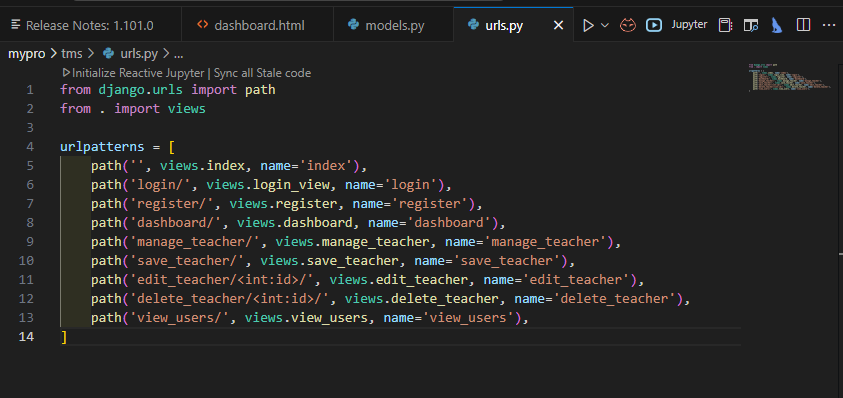 Release Notes: 1.101.0
dashboard.html
models.py
urls.py
Jupyter
mypro > tms > urls.py > ...
Initialize Reactive Jupyter | Sync all Stale code
1 from django.urls import path
2 from . import views
3
4 urlpatterns = [
5     path('', views.index, name='index'),
6     path('login/', views.login_view, name='login'),
7     path('register/', views.register, name='register'),
8     path('dashboard/', views.dashboard, name='dashboard'),
9     path('manage_teacher/', views.manage_teacher, name='manage_teacher'),
10     path('save_teacher/', views.save_teacher, name='save_teacher'),
11     path('edit_teacher/<int:id>/', views.edit_teacher, name='edit_teacher'),
12     path('delete_teacher/<int:id>/', views.delete_teacher, name='delete_teacher'),
13     path('view_users/', views.view_users, name='view_users'),
14 ]